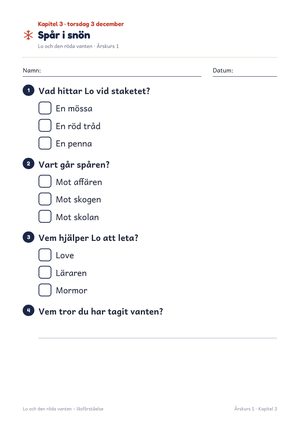 Kapitel 3 · torsdag 3 december
Spår i snön
Lo och den röda vanten · Årskurs 1
Namn:
Datum:
1 Vad hittar Lo vid staketet?
En mössa
En röd tråd
En penna
2 Vart går spåren?
Mot affären
Mot skogen
Mot skolan
3 Vem hjälper Lo att leta?
Love
Läraren
Mormor
4 Vem tror du har tagit vanten?
Lo och den röda vanten – läsförståelse
Årskurs 1 · Kapitel 3